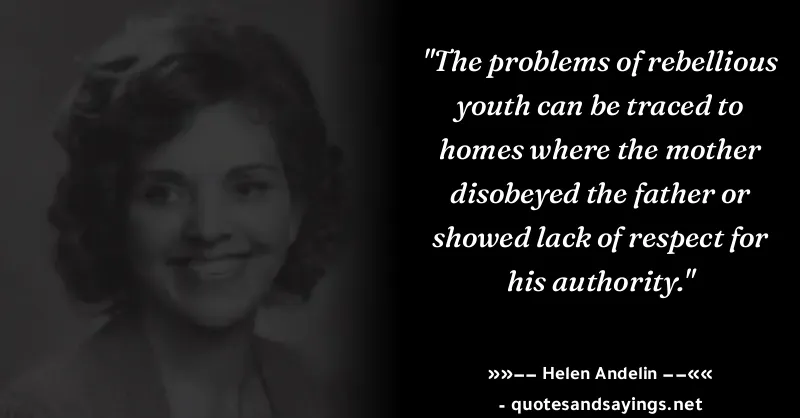 "The problems of rebellious
youth can be traced to
homes where the mother
disobeyed the father or
showed lack of respect for
his authority."
»»−− Helen Andelin −−««
- quotesandsayings.net